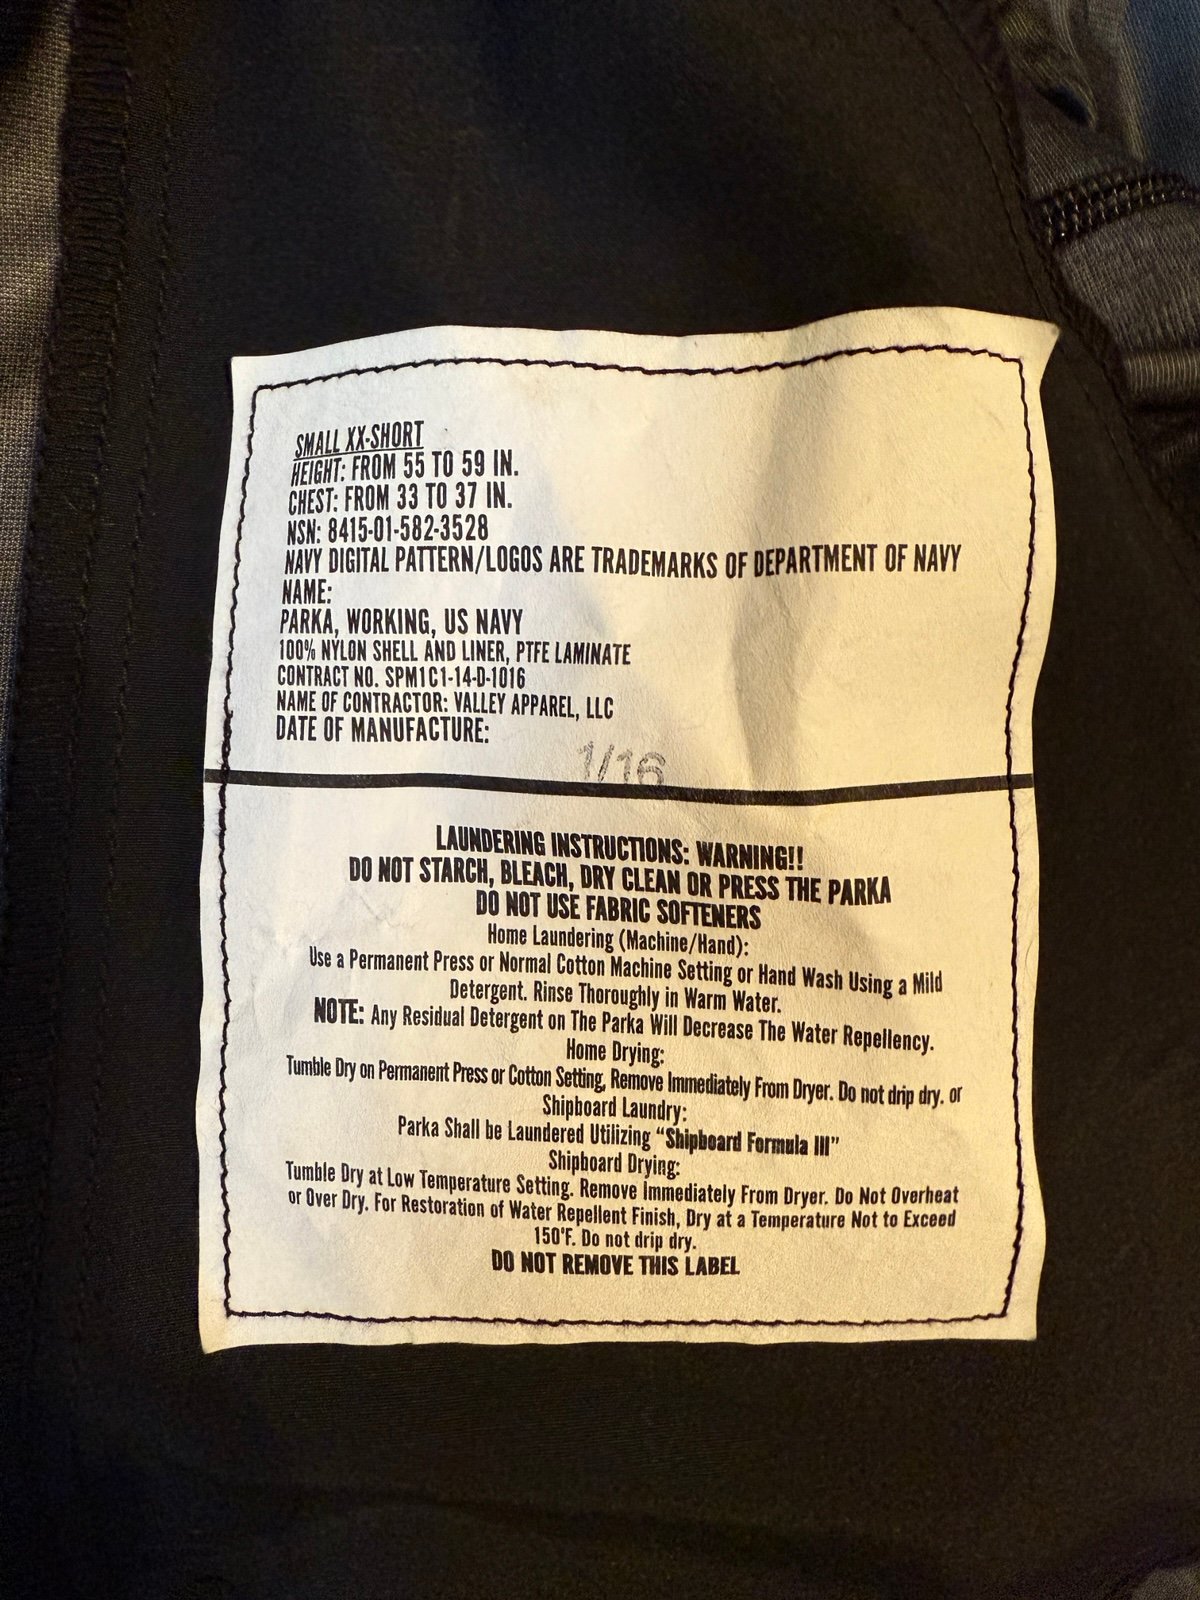 SMALL XX-SHORT
HEIGHT: FROM 55 TO 59 IN.
CHEST: FROM 33 TO 37 IN.
NSN: 8415-01-582-3528
NAVY DIGITAL PATTERN/LOGOS ARE TRADEMARKS OF DEPARTMENT OF NAVY
NAME:
PARKA, WORKING, US NAVY
100% NYLON SHELL AND LINER, PTFE LAMINATE
CONTRACT NO. SPM1C1-14-D-1016
NAME OF CONTRACTOR: VALLEY APPAREL, LLC
DATE OF MANUFACTURE:
1/16
LAUNDERING INSTRUCTIONS: WARNING!!
DO NOT STARCH, BLEACH, DRY CLEAN OR PRESS THE PARKA
DO NOT USE FABRIC SOFTENERS
Home Laundering (Machine/Hand):
Use a Permanent Press or Normal Cotton Machine Setting or Hand Wash Using a Mild
Detergent. Rinse Thoroughly in Warm Water.
NOTE: Any Residual Detergent on The Parka Will Decrease The Water Repellency.
Home Drying:
Tumble Dry on Permanent Press or Cotton Setting, Remove Immediately From Dryer. Do not drip dry. or
Shipboard Laundry:
Parka Shall be Laundered Utilizing "Shipboard Formula III"
Shipboard Drying:
Tumble Dry at Low Temperature Setting. Remove Immediately From Dryer. Do Not Overheat
or Over Dry. For Restoration of Water Repellent Finish, Dry at a Temperature Not to Exceed
150°F. Do not drip dry.
DO NOT REMOVE THIS LABEL